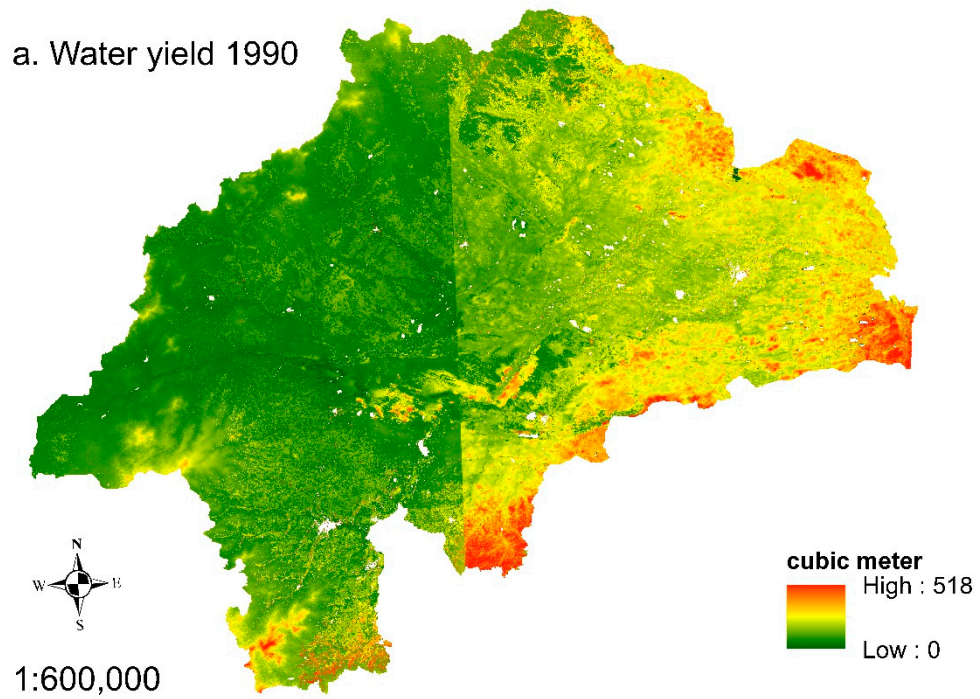 a. Water yield 1990
N
W E
S
1:600,000
cubic meter
High : 518
Low : 0